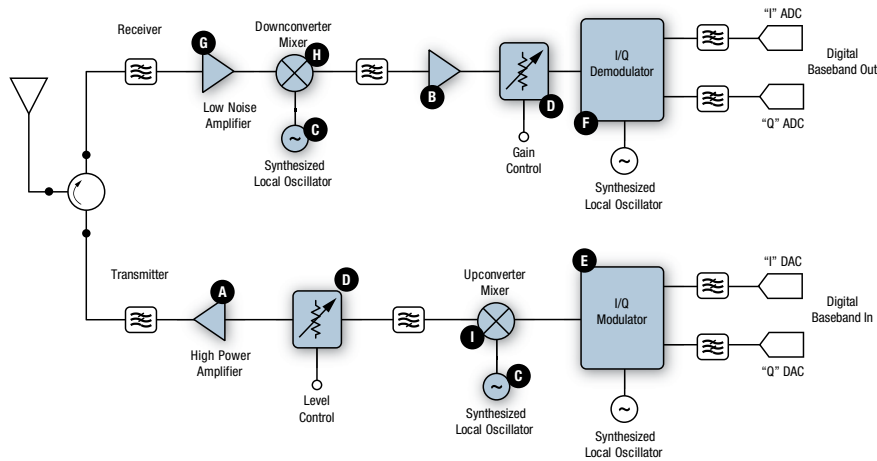 Receiver
G
Low Noise
Amplifier
Downconverter
Mixer
H
C
Synthesized
Local Oscillator
B
D
Gain
Control
I/Q
Demodulator
F
Synthesized
Local Oscillator
"I" ADC
Digital
Baseband Out
"Q" ADC
Transmitter
A
High Power
Amplifier
D
Level
Control
Upconverter
Mixer
I
C
Synthesized
Local Oscillator
E
I/Q
Modulator
Synthesized
Local Oscillator
"I" DAC
Digital
Baseband In
"Q" DAC